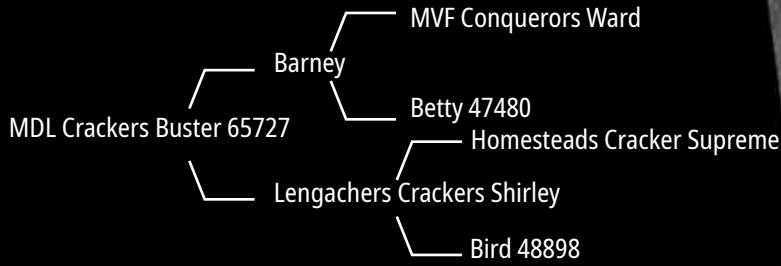 MVF Conquerors Ward
Barney
Betty 47480
MDL Crackers Buster 65727
Homesteads Cracker Supreme
Lengachers Crackers Shirley
Bird 48898